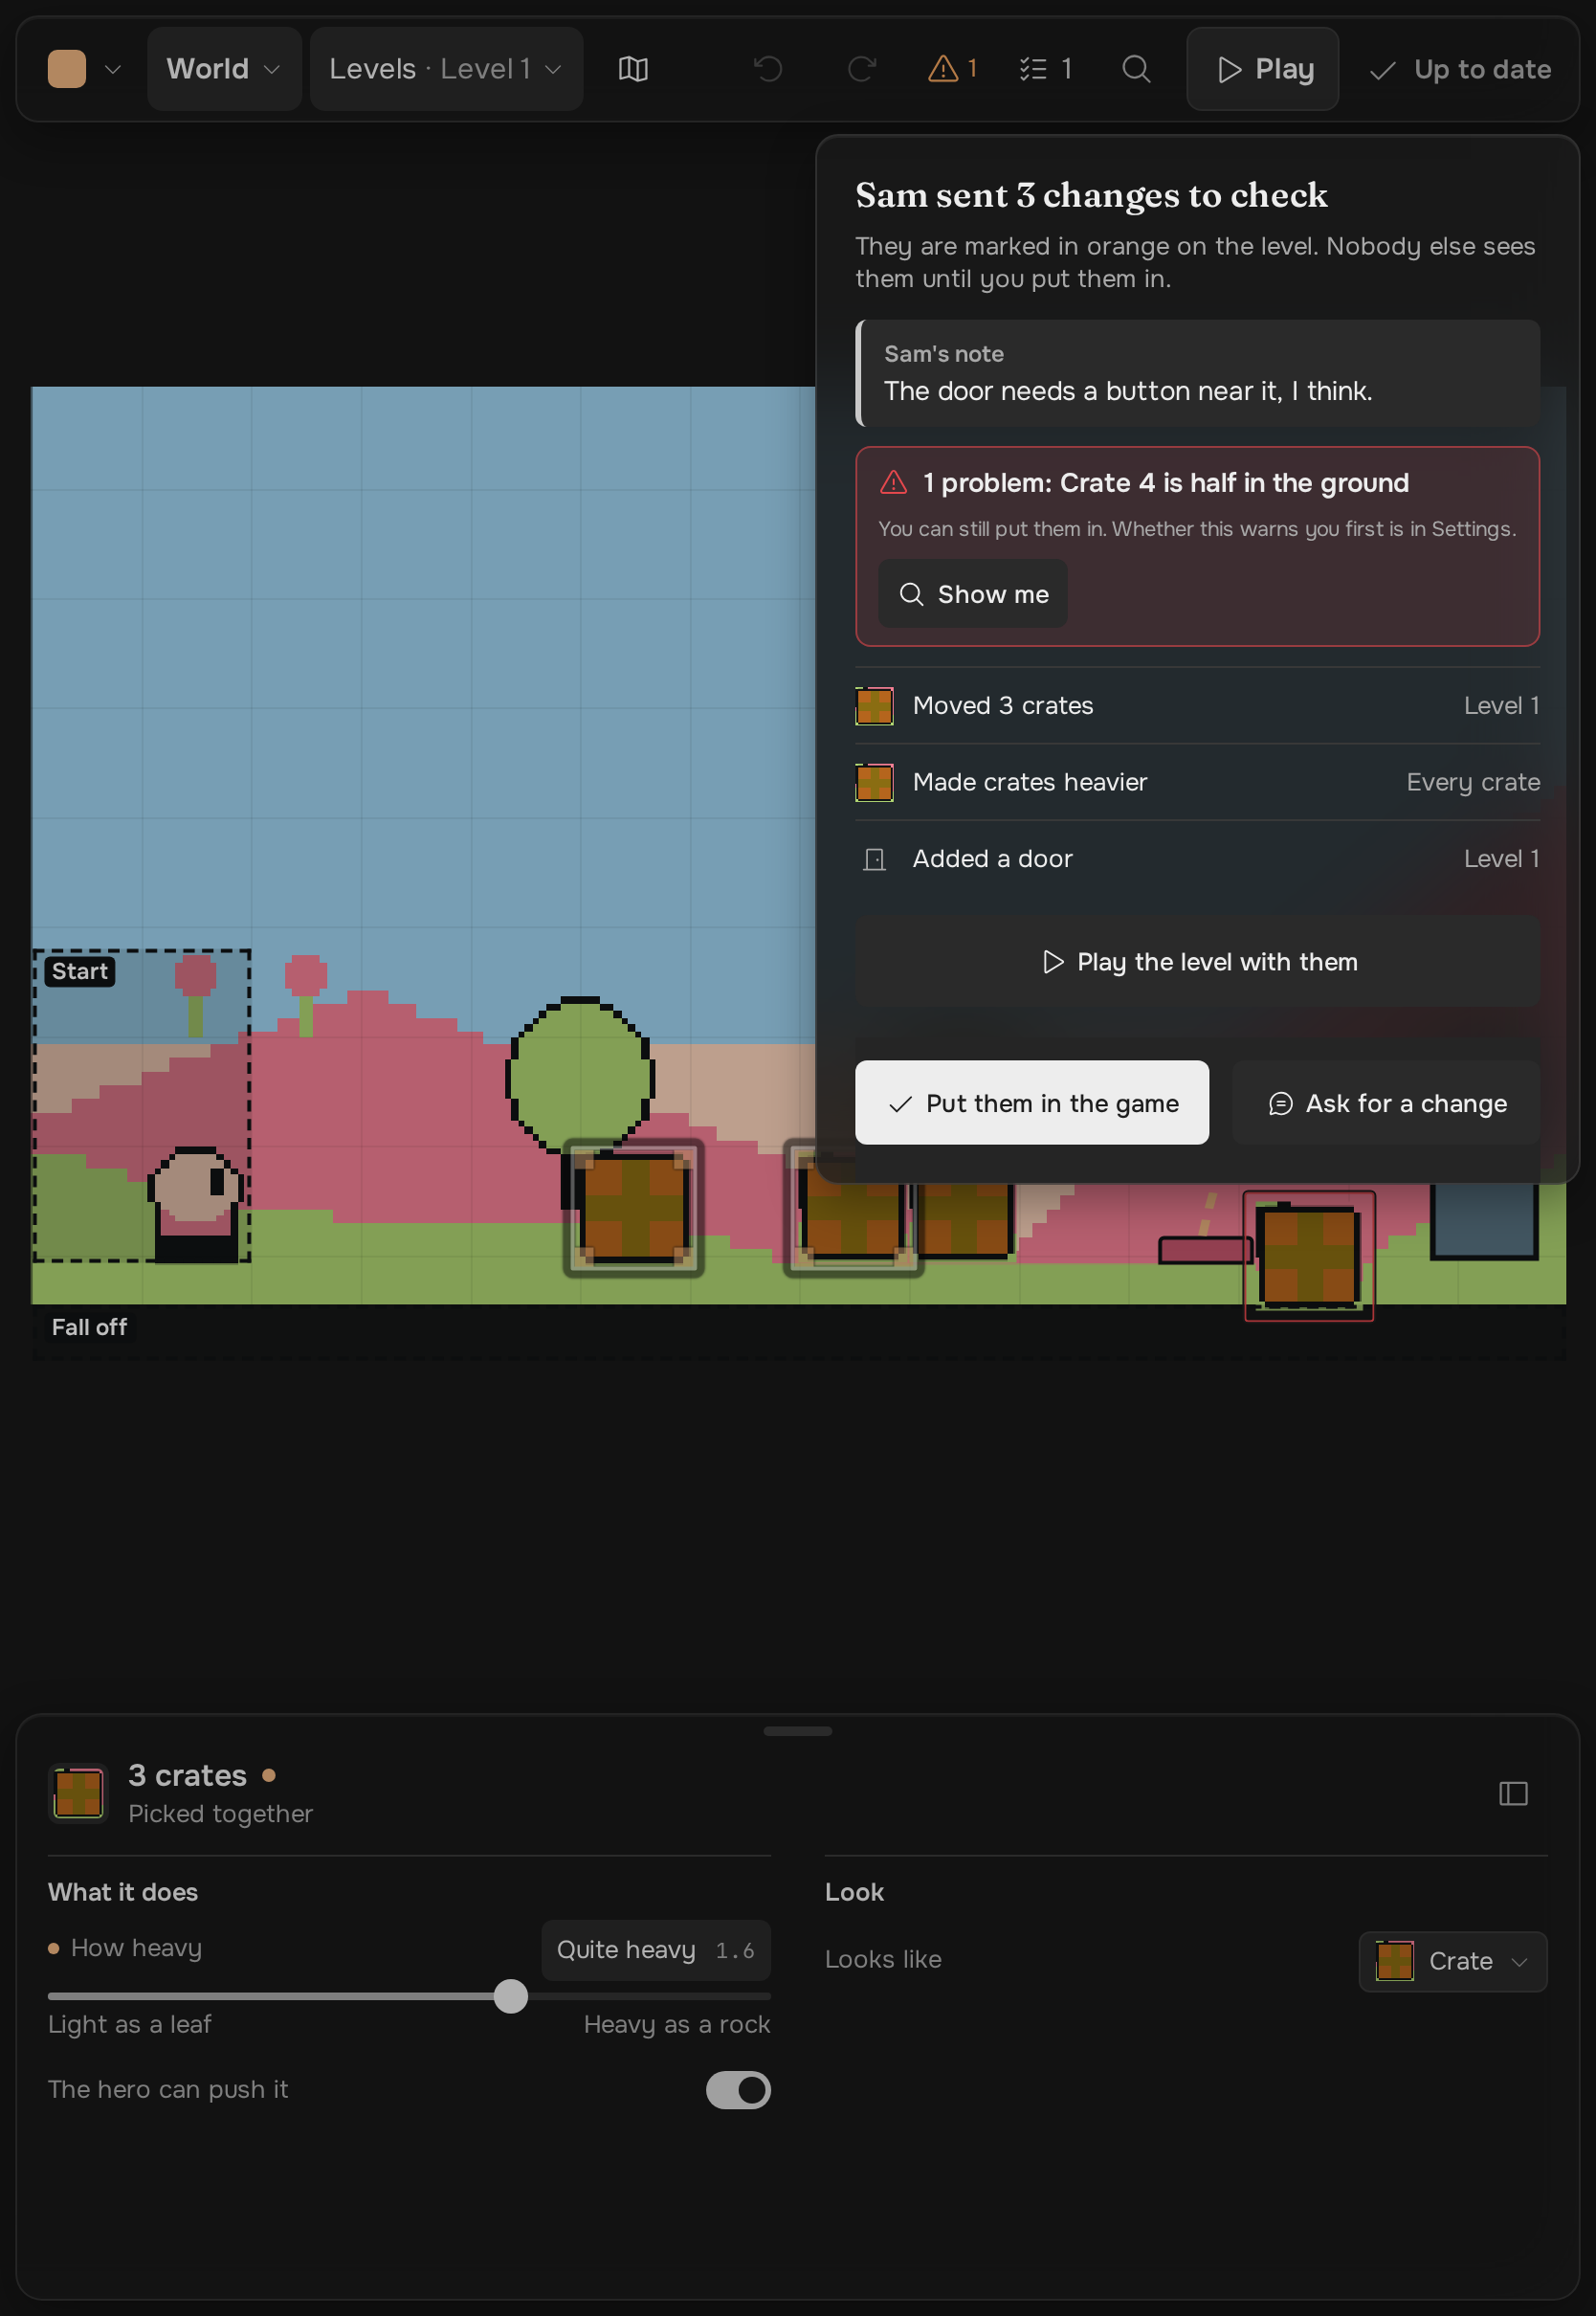 World
Levels · Level 1
1
1
Play
Up to date
Sam sent 3 changes to check
They are marked in orange on the level. Nobody else sees
them until you put them in.
Sam's note
The door needs a button near it, I think.
1 problem: Crate 4 is half in the ground
You can still put them in. Whether this warns you first is in Settings.
Show me
Moved 3 crates
Level 1
Made crates heavier
Every crate
Added a door
Level 1
Play the level with them
Put them in the game
Ask for a change
Start
Fall off
3 crates
Picked together
What it does
How heavy
Quite heavy 1.6
Light as a leaf
Heavy as a rock
The hero can push it
Look
Looks like
Crate